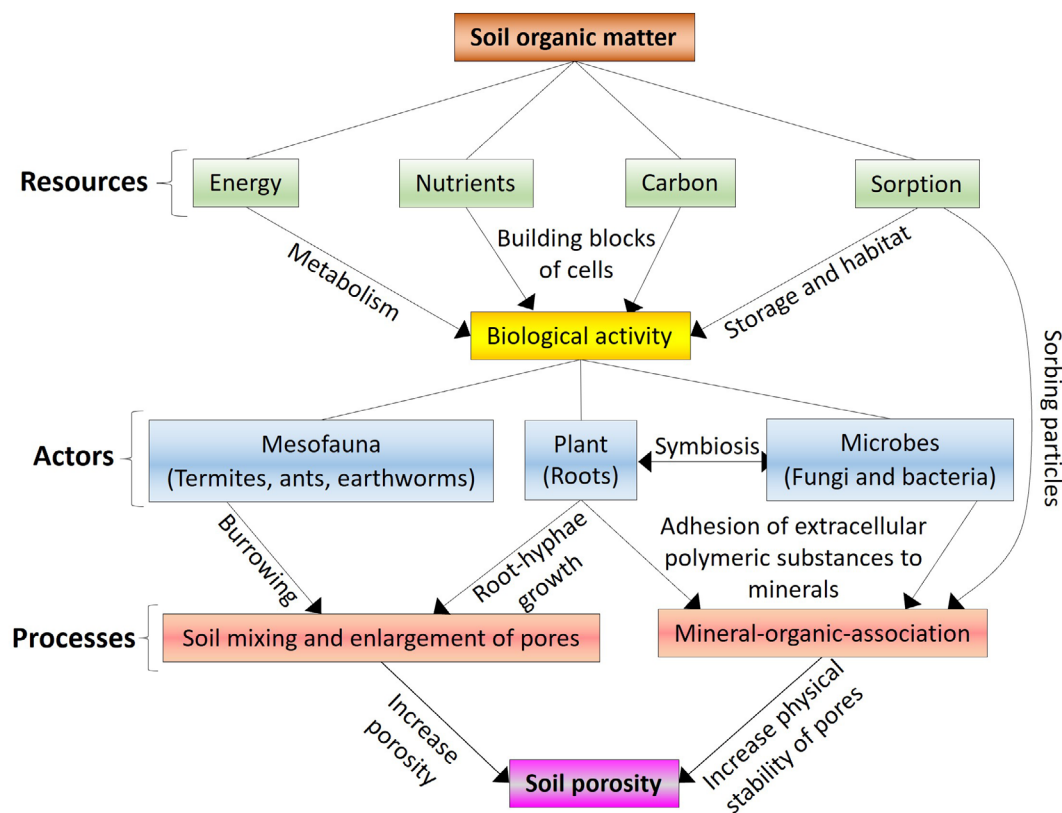 Soil organic matter
Resources
Energy
Nutrients
Carbon
Sorption
Metabolism
Building blocks
of cells
Storage and habitat
Sorbing particles
Biological activity
Actors
Mesofauna
(Termites, ants, earthworms)
Plant
(Roots)
Symbiosis
Microbes
(Fungi and bacteria)
Burrowing
Root-hyphae
growth
Adhesion of extracellular
polymeric substances to
minerals
Processes
Soil mixing and enlargement of pores
Mineral-organic-association
Increase
porosity
Increase physical
stability of pores
Soil porosity